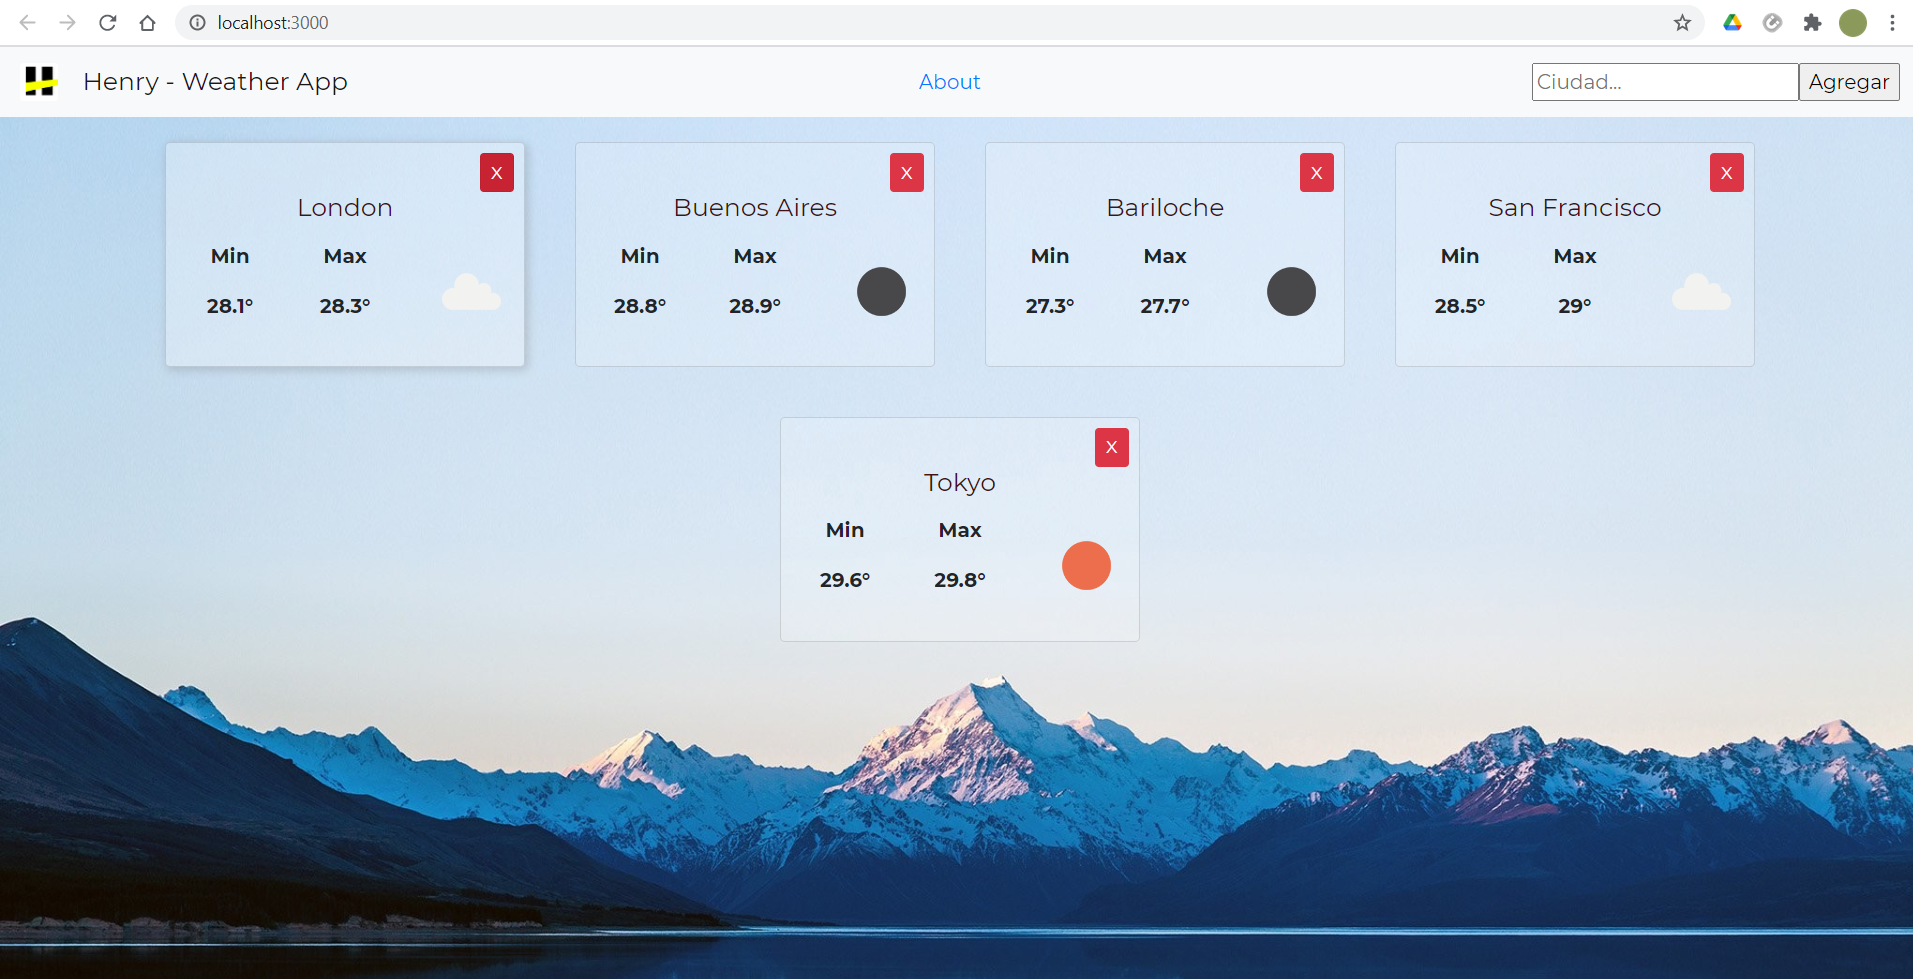 localhost:3000
Henry - Weather App
About
Ciudad...
Agregar
X
London
Min Max
28.1° 28.3°
X
Buenos Aires
Min Max
28.8° 28.9°
X
Bariloche
Min Max
27.3° 27.7°
X
San Francisco
Min Max
28.5° 29°
X
Tokyo
Min Max
29.6° 29.8°